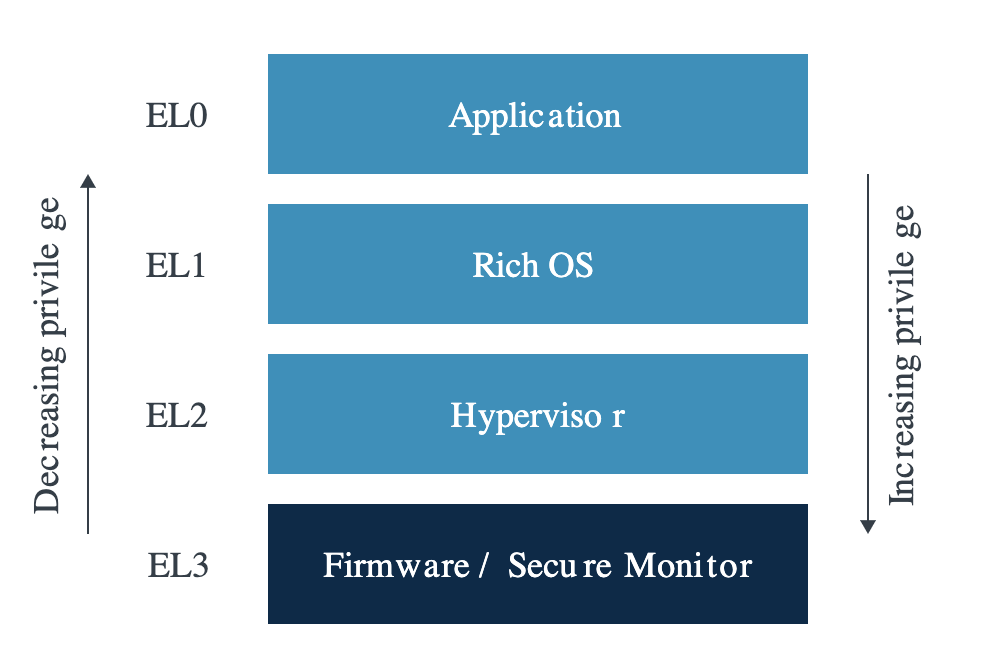 EL0
Application
Decreasing privilege
EL1
Rich OS
Increasing privilege
EL2
Hypervisor
EL3
Firmware / Secure Monitor